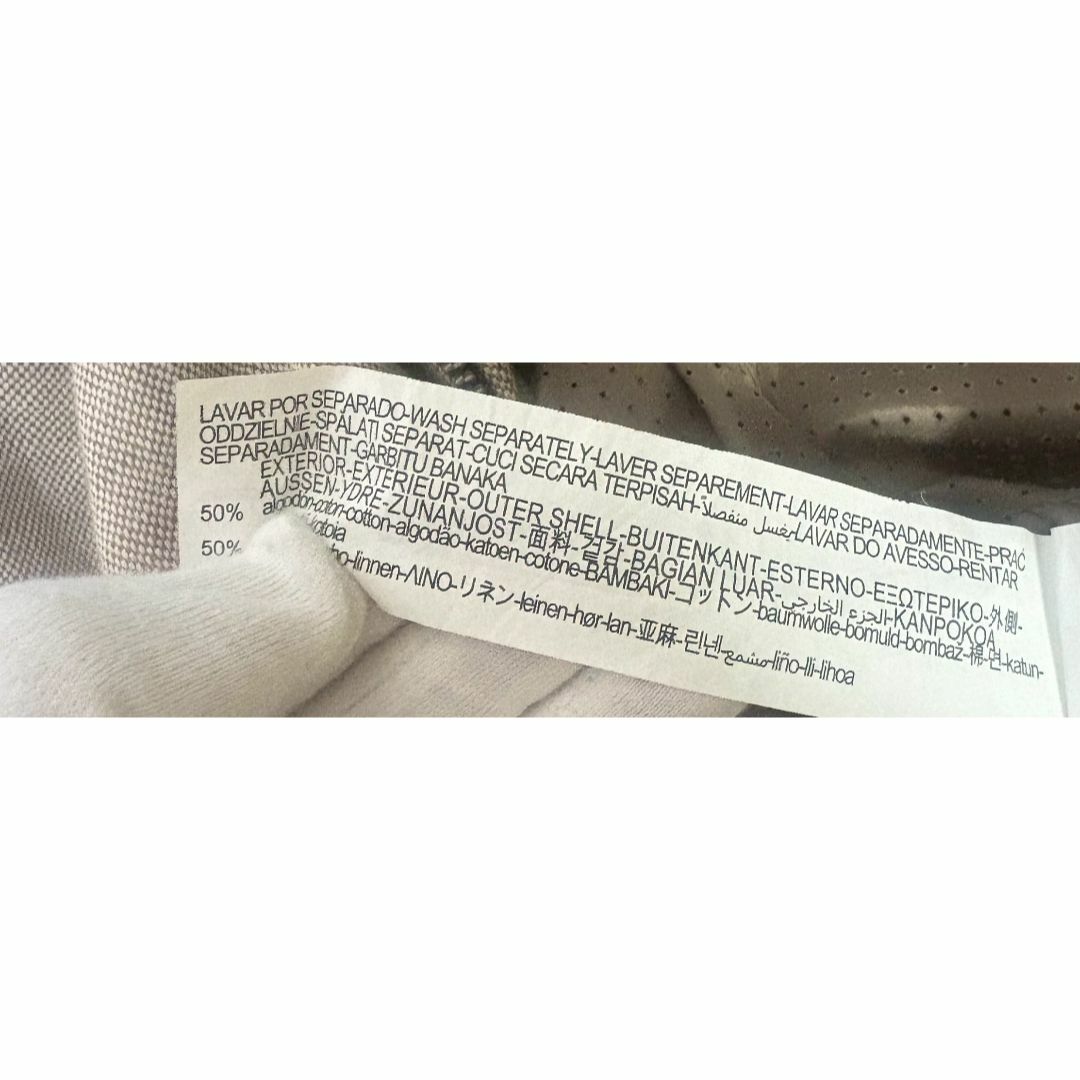 LAVAR POR SEPARADO-WASH SEPARATELY-LAVER SEPAREMENT-LAVAR SEPARADAMENTE-PRAĆ
ODDZIELNIE-SPĂLAȚI SEPARAT-CUCI SECARA TERPISAH-يغسل منفصلاً-LAVAR DO AVESSO-RENTAR
SEPARADAMENT-GARBITU BANAKA
EXTERIOR-EXTERIEUR-OUTER SHELL-BUITENKANT-ESTERNO-ΕΞΩΤΕΡΙΚΟ-外側-
AUSSEN-YDRE-ZUNANJOST-面料-겉감-BAGIAN LUAR-الجزء الخارجي-KANPOKOA
50% algodon-coton-cotton-algodão-katoen-cotone-BAMBAKI-コットン-baumwolle-bomuld-bombaž-棉-면-katun-
kotoia
50% linnen-ΛΙΝΟ-リネン-leinen-hør-lan-亚麻-린넨-مشمع-liño-lli-lihoa